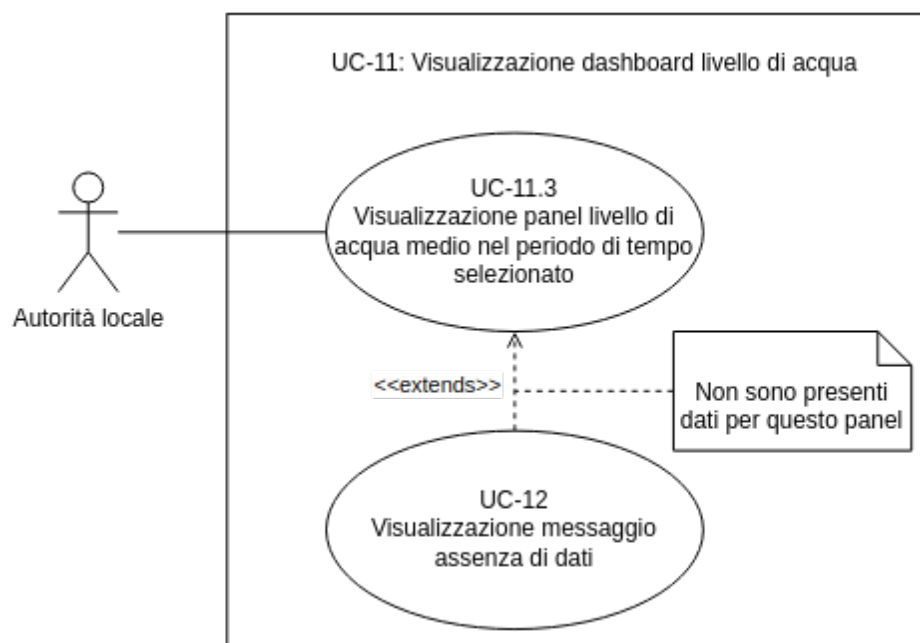 UC-11: Visualizzazione dashboard livello di acqua
UC-11.3
Visualizzazione panel livello di
acqua medio nel periodo di tempo
selezionato
Autorità locale
<<extends>>
Non sono presenti
dati per questo panel
UC-12
Visualizzazione messaggio
assenza di dati